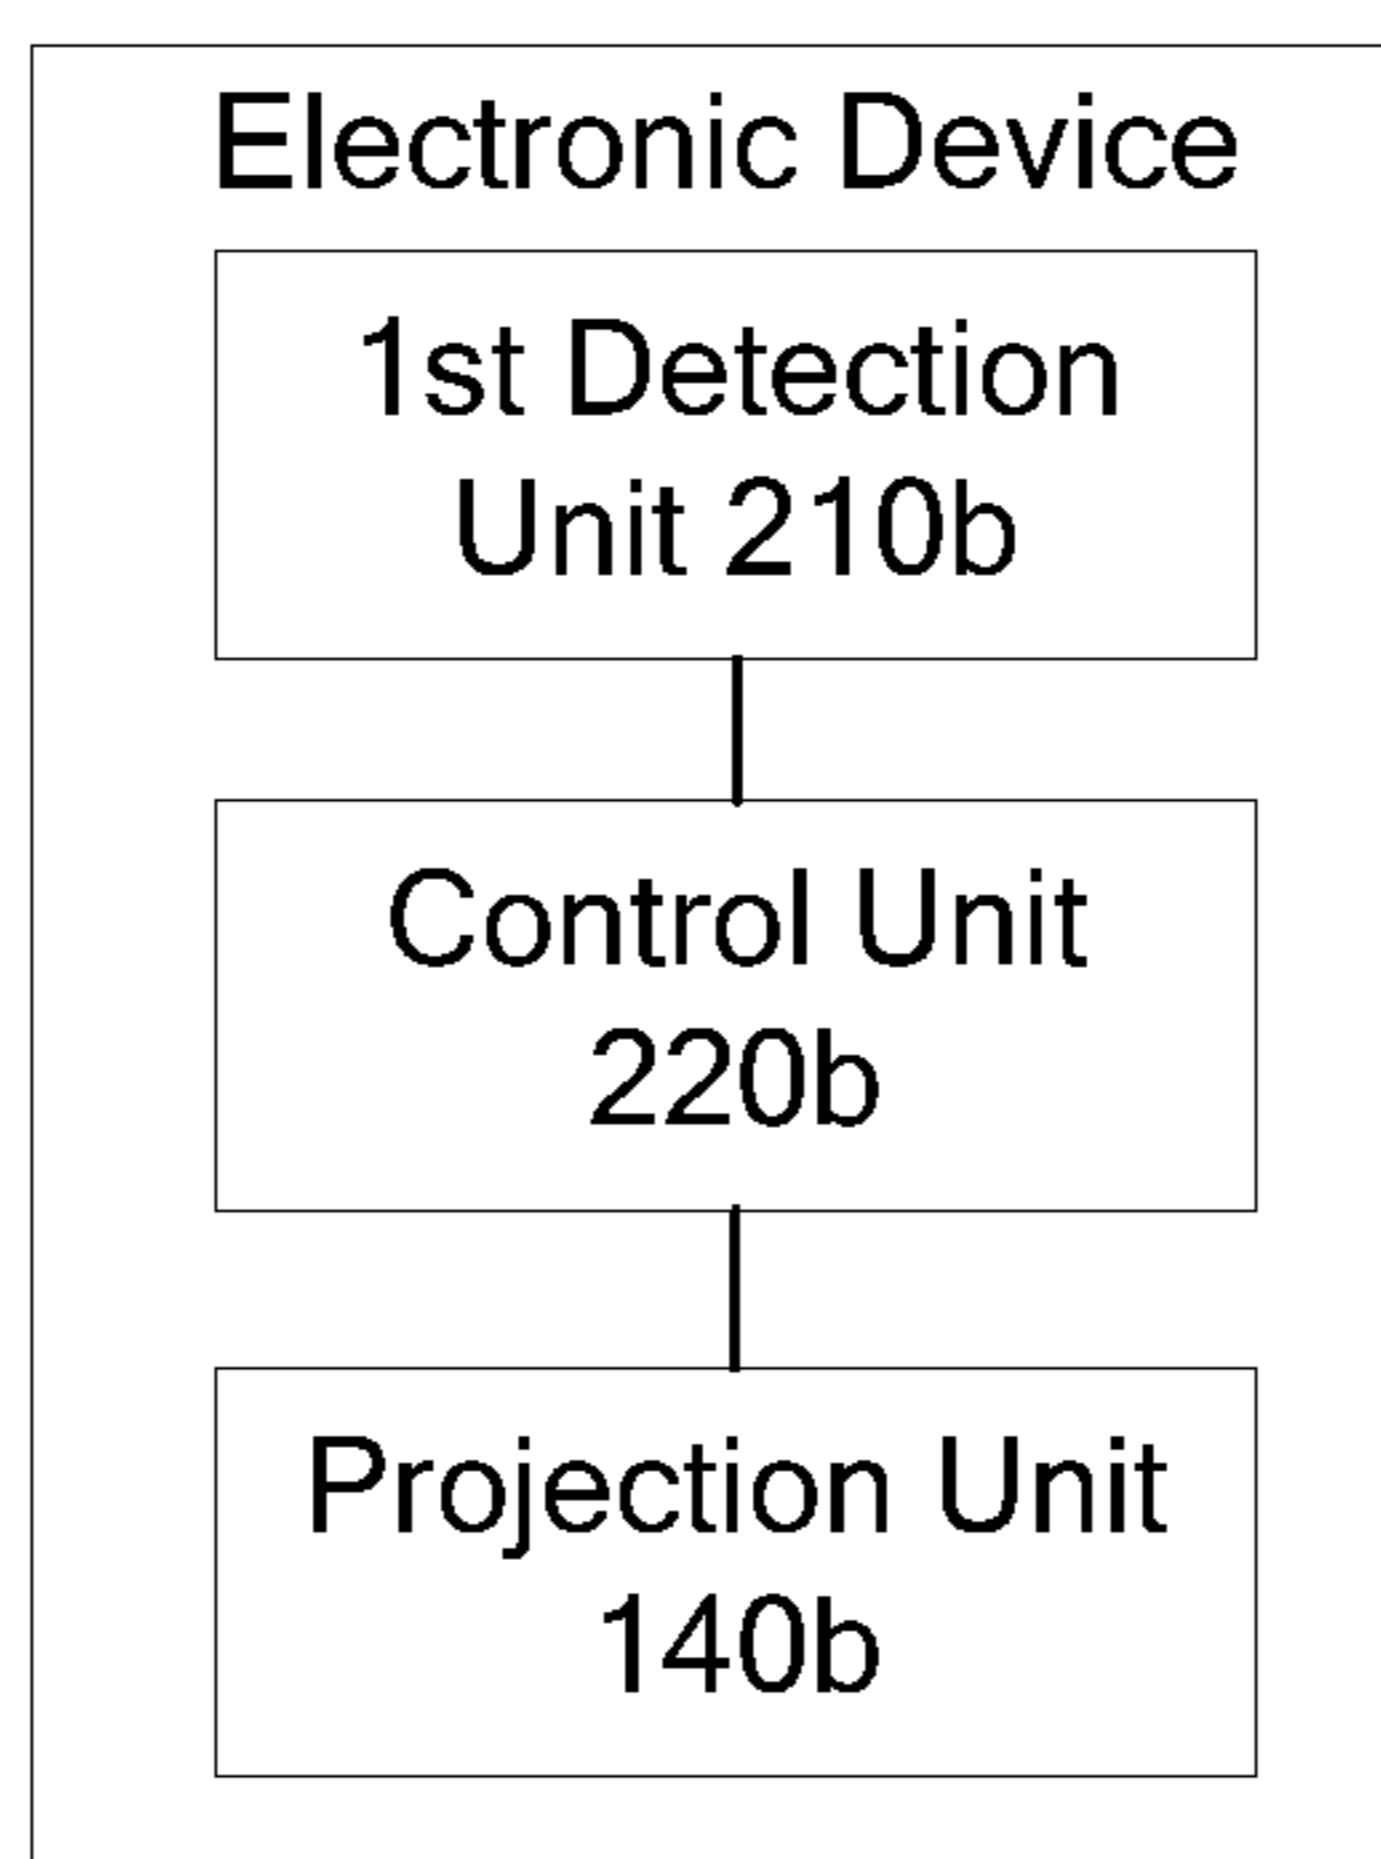 Electronic Device
1st Detection
Unit 210b
Control Unit
220b
Projection Unit
140b